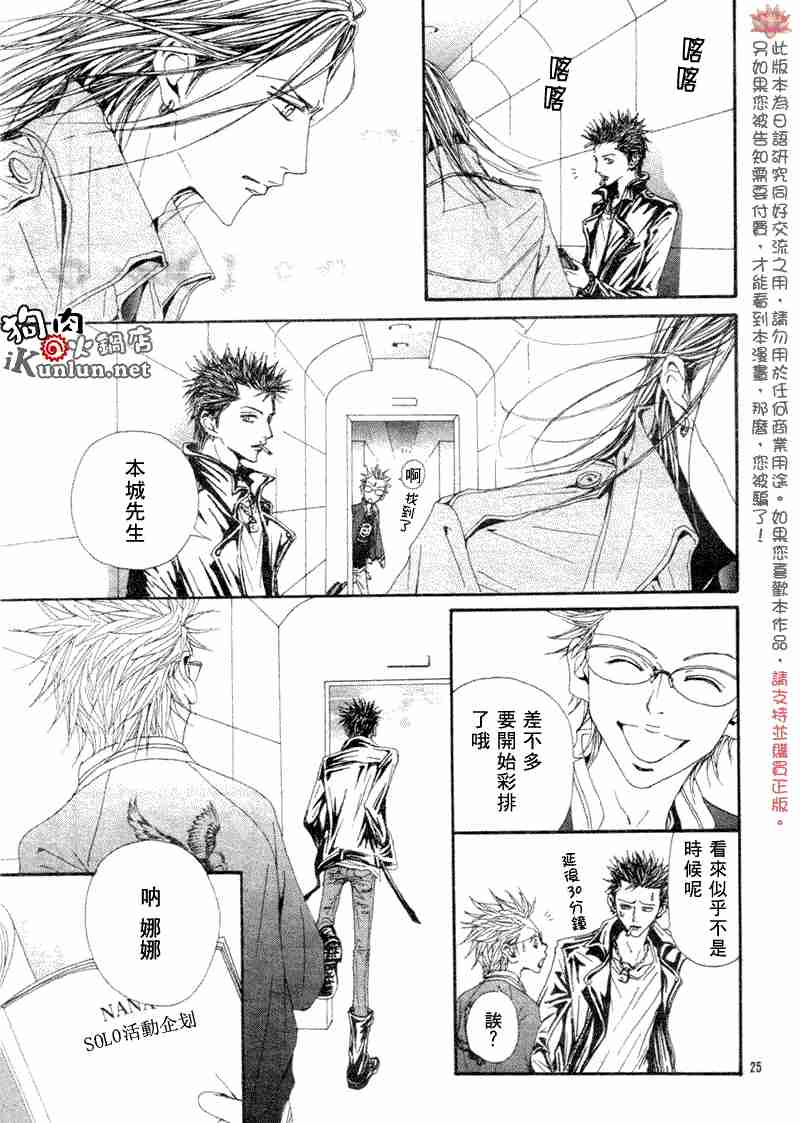 喀
喀
喀
喀
狗肉
火鍋店
iKunlun.net
啊
找到了
本城先生
差不多
要開始彩排
了哦
看來似乎不是
時候呢
延後30分鐘
誒?
呐 娜娜
NANA
SOLO活動企划
25
此版本為日語研究同好交流之用,請勿用於任何商業用途。如果您喜歡本作品,請支持並購買正版。
另如果您被告知需要付費,才能看到本漫畫,那麼,您被騙了!